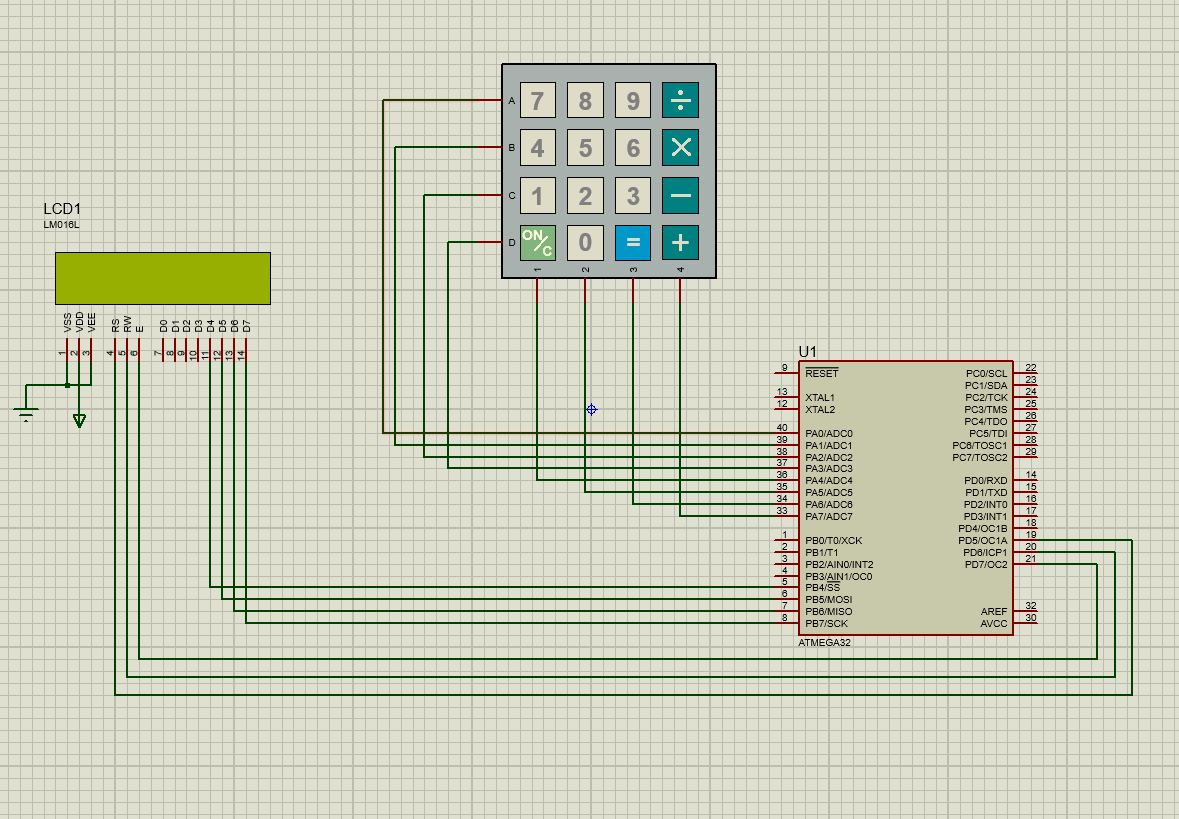 A 7 8 9 ÷
B 4 5 6 ×
C 1 2 3 −
D ON/C 0 = +
1 2 3 4
LCD1
LM016L
VSS VDD VEE RS RW E D0 D1 D2 D3 D4 D5 D6 D7
1 2 3 4 5 6 7 8 9 10 11 12 13 14
U1
9 RESET PC0/SCL 22
PC1/SDA 23
13 XTAL1 PC2/TCK 24
12 XTAL2 PC3/TMS 25
PC4/TDO 26
40 PA0/ADC0 PC5/TDI 27
39 PA1/ADC1 PC6/TOSC1 28
38 PA2/ADC2 PC7/TOSC2 29
37 PA3/ADC3
36 PA4/ADC4 PD0/RXD 14
35 PA5/ADC5 PD1/TXD 15
34 PA6/ADC6 PD2/INT0 16
33 PA7/ADC7 PD3/INT1 17
PD4/OC1B 18
1 PB0/T0/XCK PD5/OC1A 19
2 PB1/T1 PD6/ICP1 20
3 PB2/AIN0/INT2 PD7/OC2 21
4 PB3/AIN1/OC0
5 PB4/SS
6 PB5/MOSI
7 PB6/MISO AREF 32
8 PB7/SCK AVCC 30
ATMEGA32